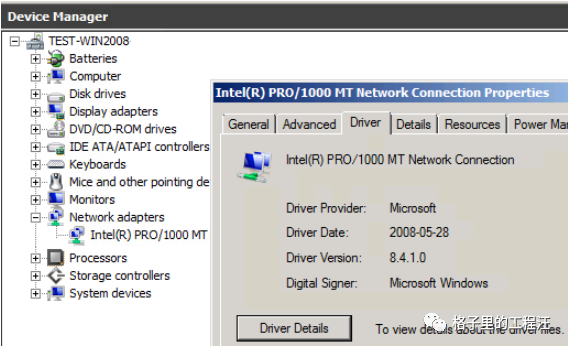 Device Manager
TEST-WIN2008
Batteries
Computer
Disk drives
Display adapters
DVD/CD-ROM drives
IDE ATA/ATAPI controllers
Keyboards
Mice and other pointing de
Monitors
Network adapters
Intel(R) PRO/1000 MT
Processors
Storage controllers
System devices
Intel(R) PRO/1000 MT Network Connection Properties
General Advanced Driver Details Resources Power Ma
Intel(R) PRO/1000 MT Network Connection
Driver Provider: Microsoft
Driver Date: 2008-05-28
Driver Version: 8.4.1.0
Digital Signer: Microsoft Windows
Driver Details To view details about the driver files.
格子里的工程汪